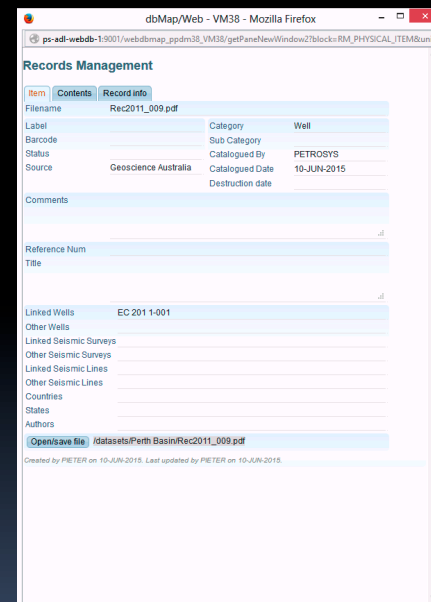 dbMap/Web - VM38 - Mozilla Firefox
ps-adl-webdb-1:9001/webdbmap_ppdm38_VM38/getPaneNewWindow2?block=RM_PHYSICAL_ITEM&un
Records Management
Item Contents Record info
Filename Rec2011_009.pdf
Label Category Well
Barcode Sub Category
Status Catalogued By PETROSYS
Source Geoscience Australia Catalogued Date 10-JUN-2015
Destruction date
Comments
Reference Num
Title
Linked Wells EC 201 1-001
Other Wells
Linked Seismic Surveys
Other Seismic Surveys
Linked Seismic Lines
Other Seismic Lines
Countries
States
Authors
Open/save file /datasets/Perth Basin/Rec2011_009.pdf
Created by PIETER on 10-JUN-2015. Last updated by PIETER on 10-JUN-2015.